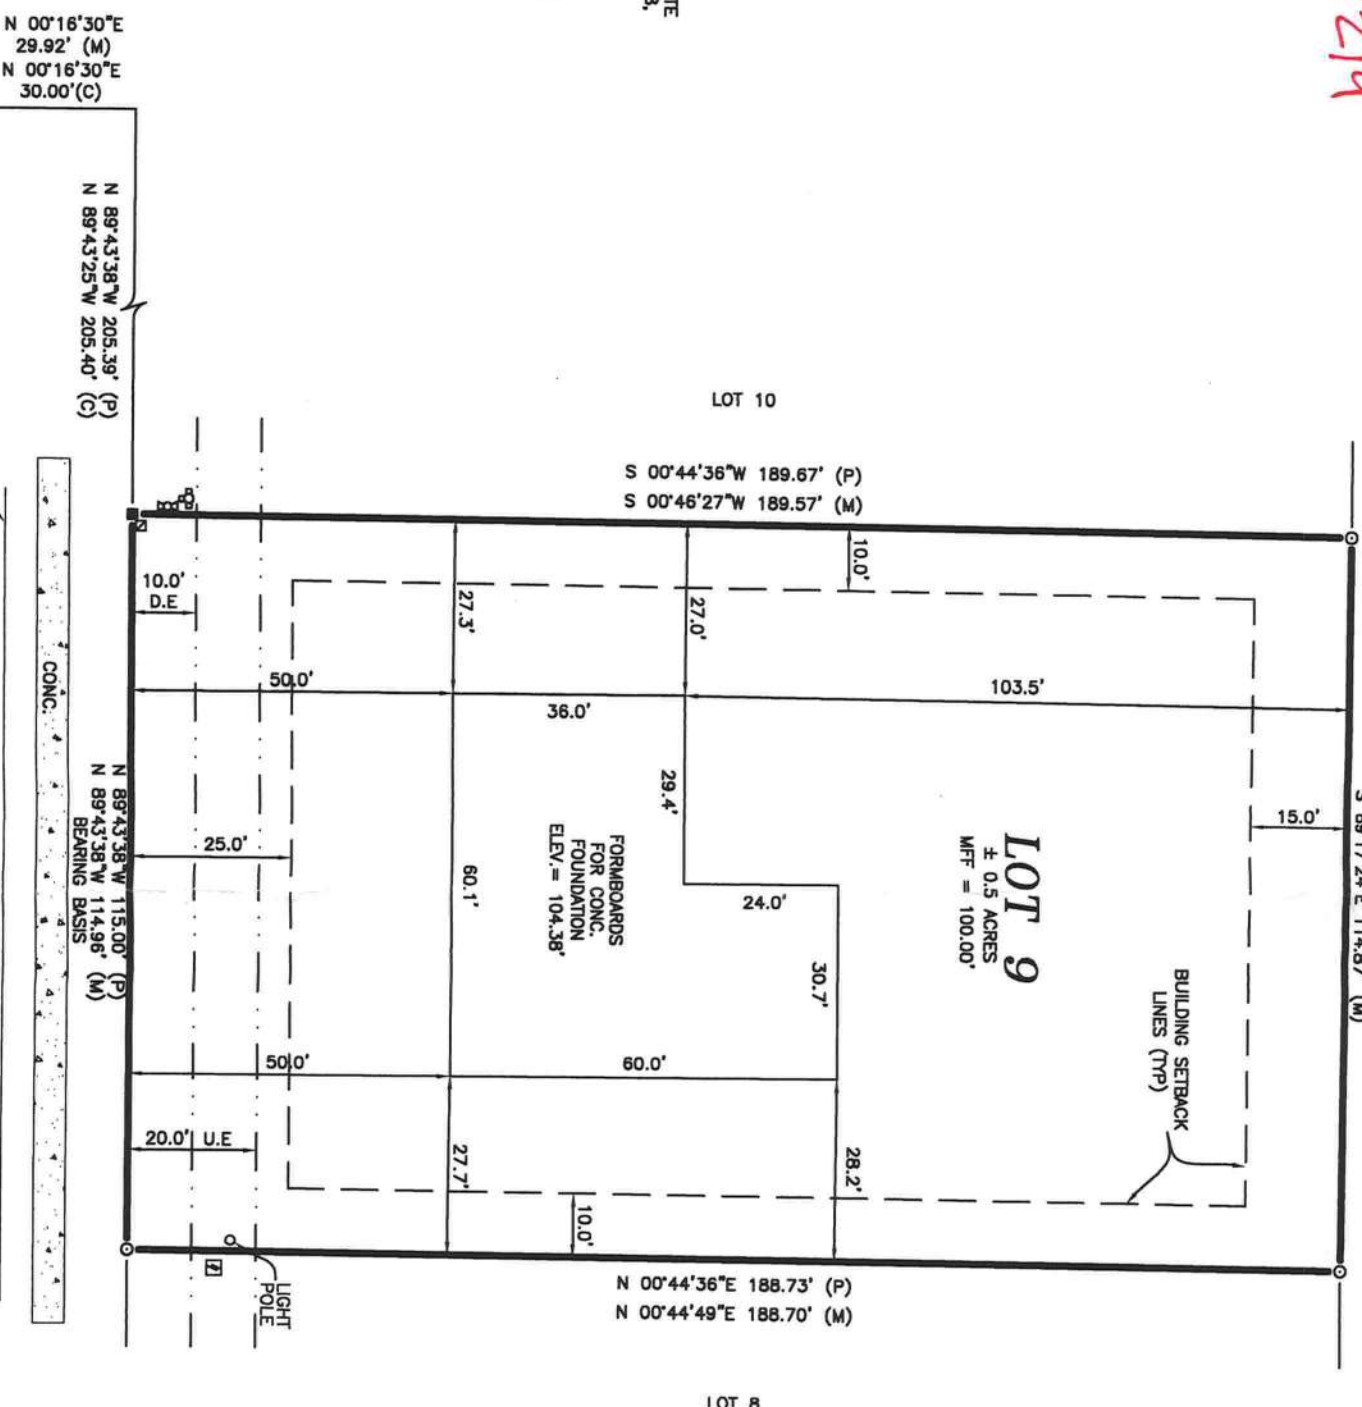 N 00°16'30"E
29.92' (M)
N 00°16'30"E
30.00'(C)
N 89°43'38"W 205.39' (P)
N 89°43'25"W 205.40' (C)
LOT 10
S 00°44'36"W 189.67' (P)
S 00°46'27"W 189.57' (M)
10.0'
D.E
27.3'
27.0'
10.0'
50.0'
36.0'
103.5'
29.4'
15.0'
114.87' (M)
CONC.
N 89°43'38"W 115.00' (P)
N 89°43'38"W 114.96' (M)
BEARING BASIS
25.0'
60.1'
FORMBOARDS
FOR CONC.
FOUNDATION
ELEV.= 104.38'
24.0'
30.7'
LOT 9
± 0.5 ACRES
MFF = 100.00'
BUILDING SETBACK
LINES (TYP)
50.0'
60.0'
20.0' U.E
27.7'
28.2'
10.0'
LIGHT
POLE
N 00°44'36"E 188.73' (P)
N 00°44'49"E 188.70' (M)
LOT 8